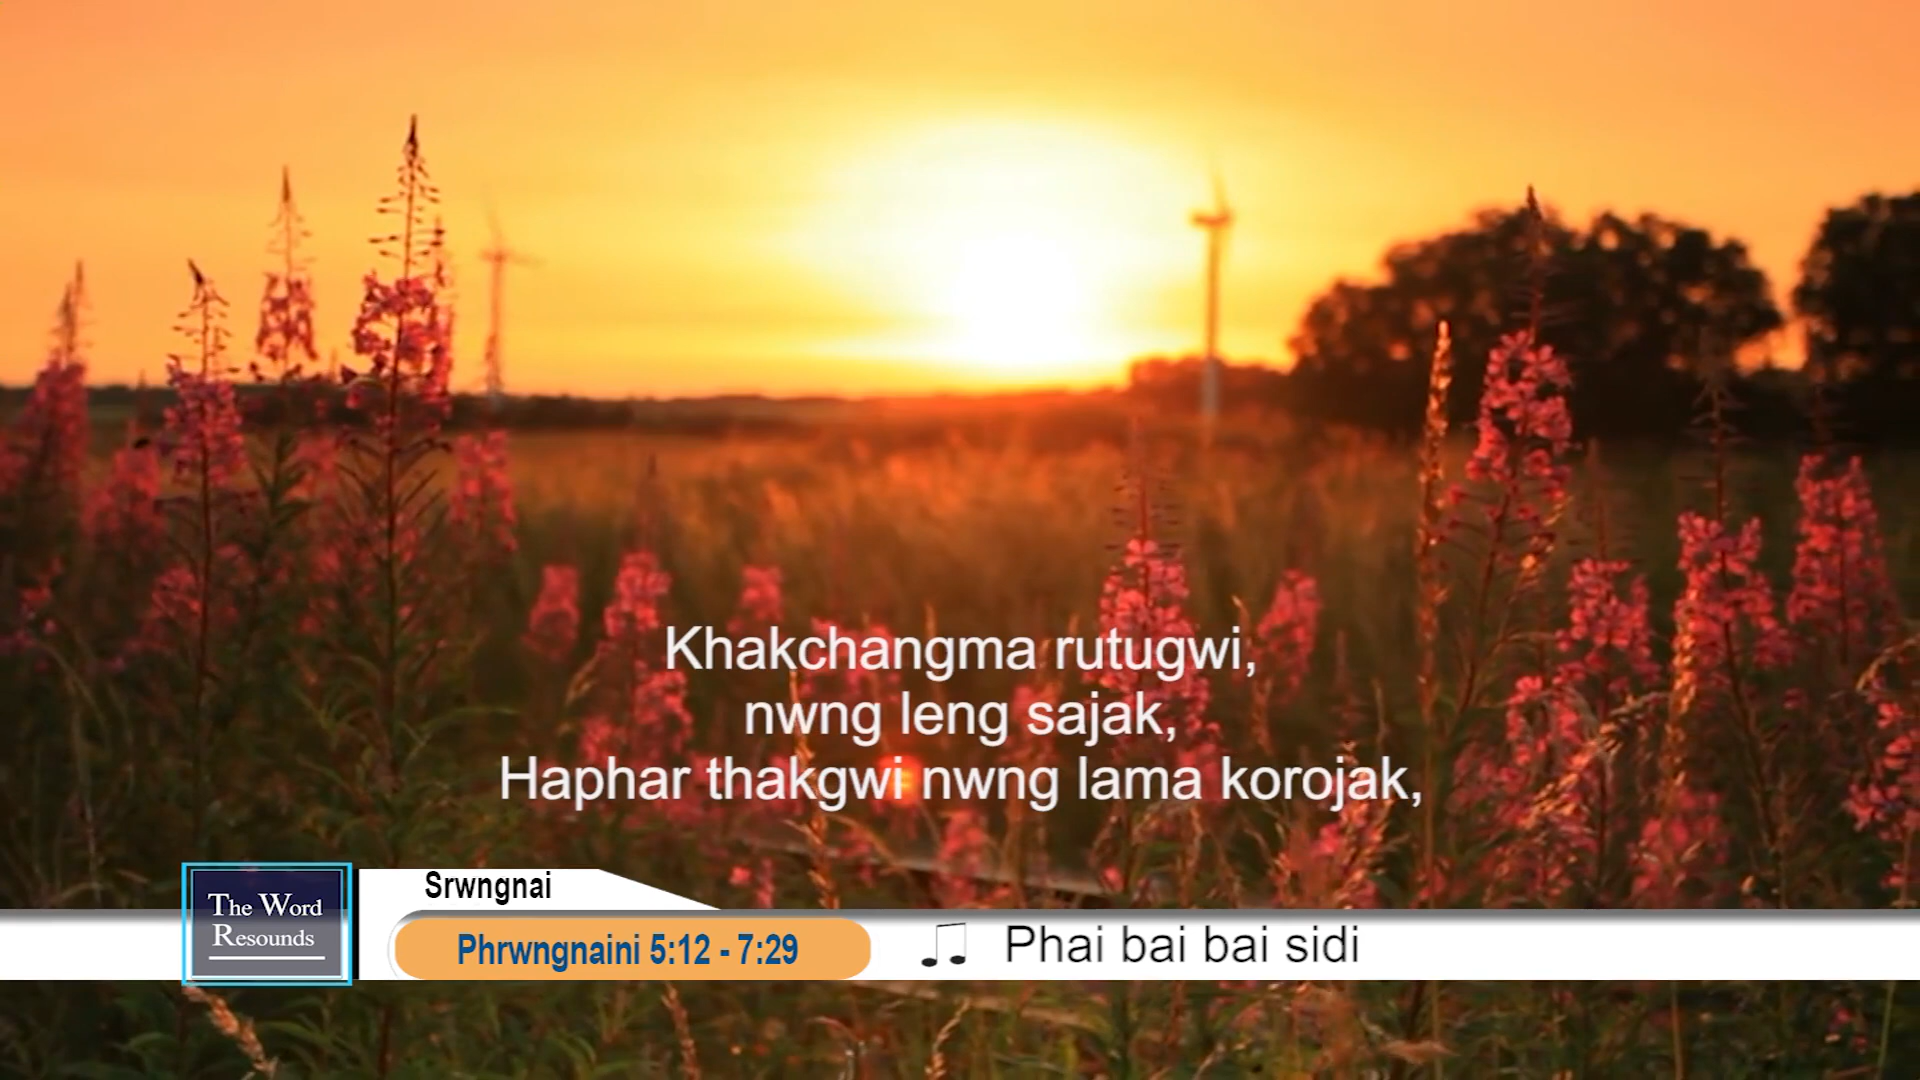 Khakchangma rutugwi,
nwng leng sajak,
Haphar thakgwi nwng lama korojak,
Srwngnai
The Word
Resounds
Phrwngnaini 5:12 - 7:29
Phai bai bai sidi